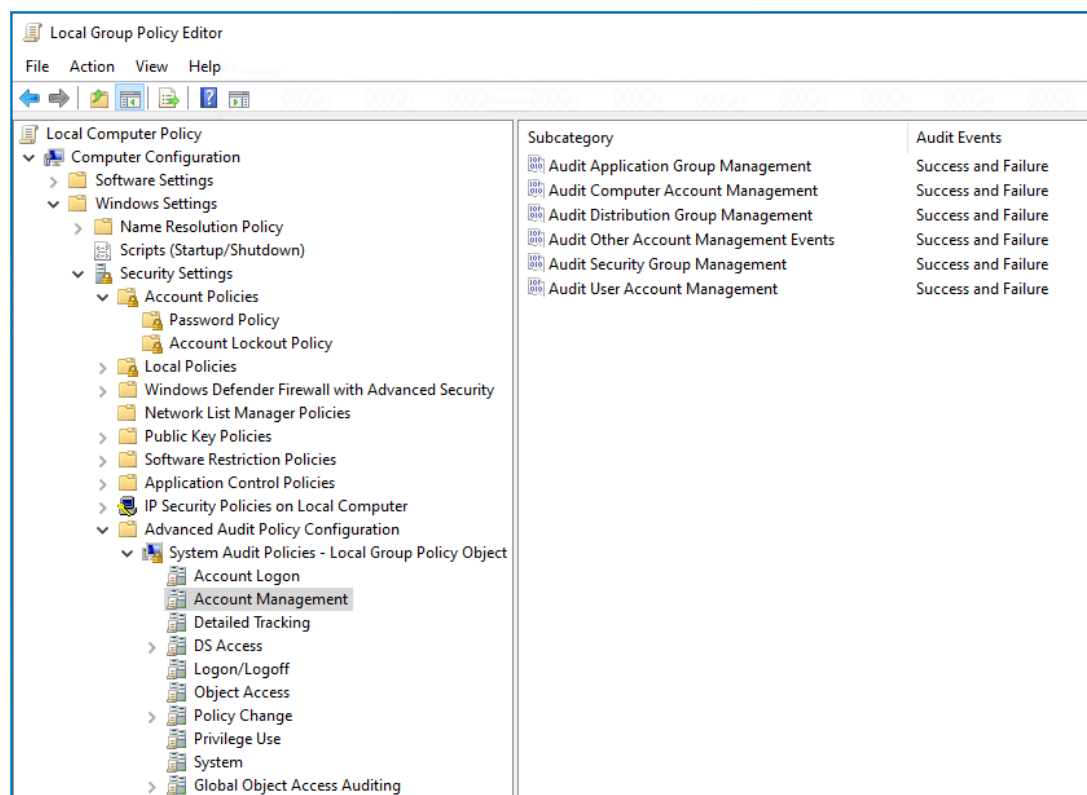 Local Group Policy Editor
File Action View Help
Local Computer Policy
Computer Configuration
Software Settings
Windows Settings
Name Resolution Policy
Scripts (Startup/Shutdown)
Security Settings
Account Policies
Password Policy
Account Lockout Policy
Local Policies
Windows Defender Firewall with Advanced Security
Network List Manager Policies
Public Key Policies
Software Restriction Policies
Application Control Policies
IP Security Policies on Local Computer
Advanced Audit Policy Configuration
System Audit Policies - Local Group Policy Object
Account Logon
Account Management
Detailed Tracking
DS Access
Logon/Logoff
Object Access
Policy Change
Privilege Use
System
Global Object Access Auditing
Subcategory Audit Events
Audit Application Group Management Success and Failure
Audit Computer Account Management Success and Failure
Audit Distribution Group Management Success and Failure
Audit Other Account Management Events Success and Failure
Audit Security Group Management Success and Failure
Audit User Account Management Success and Failure